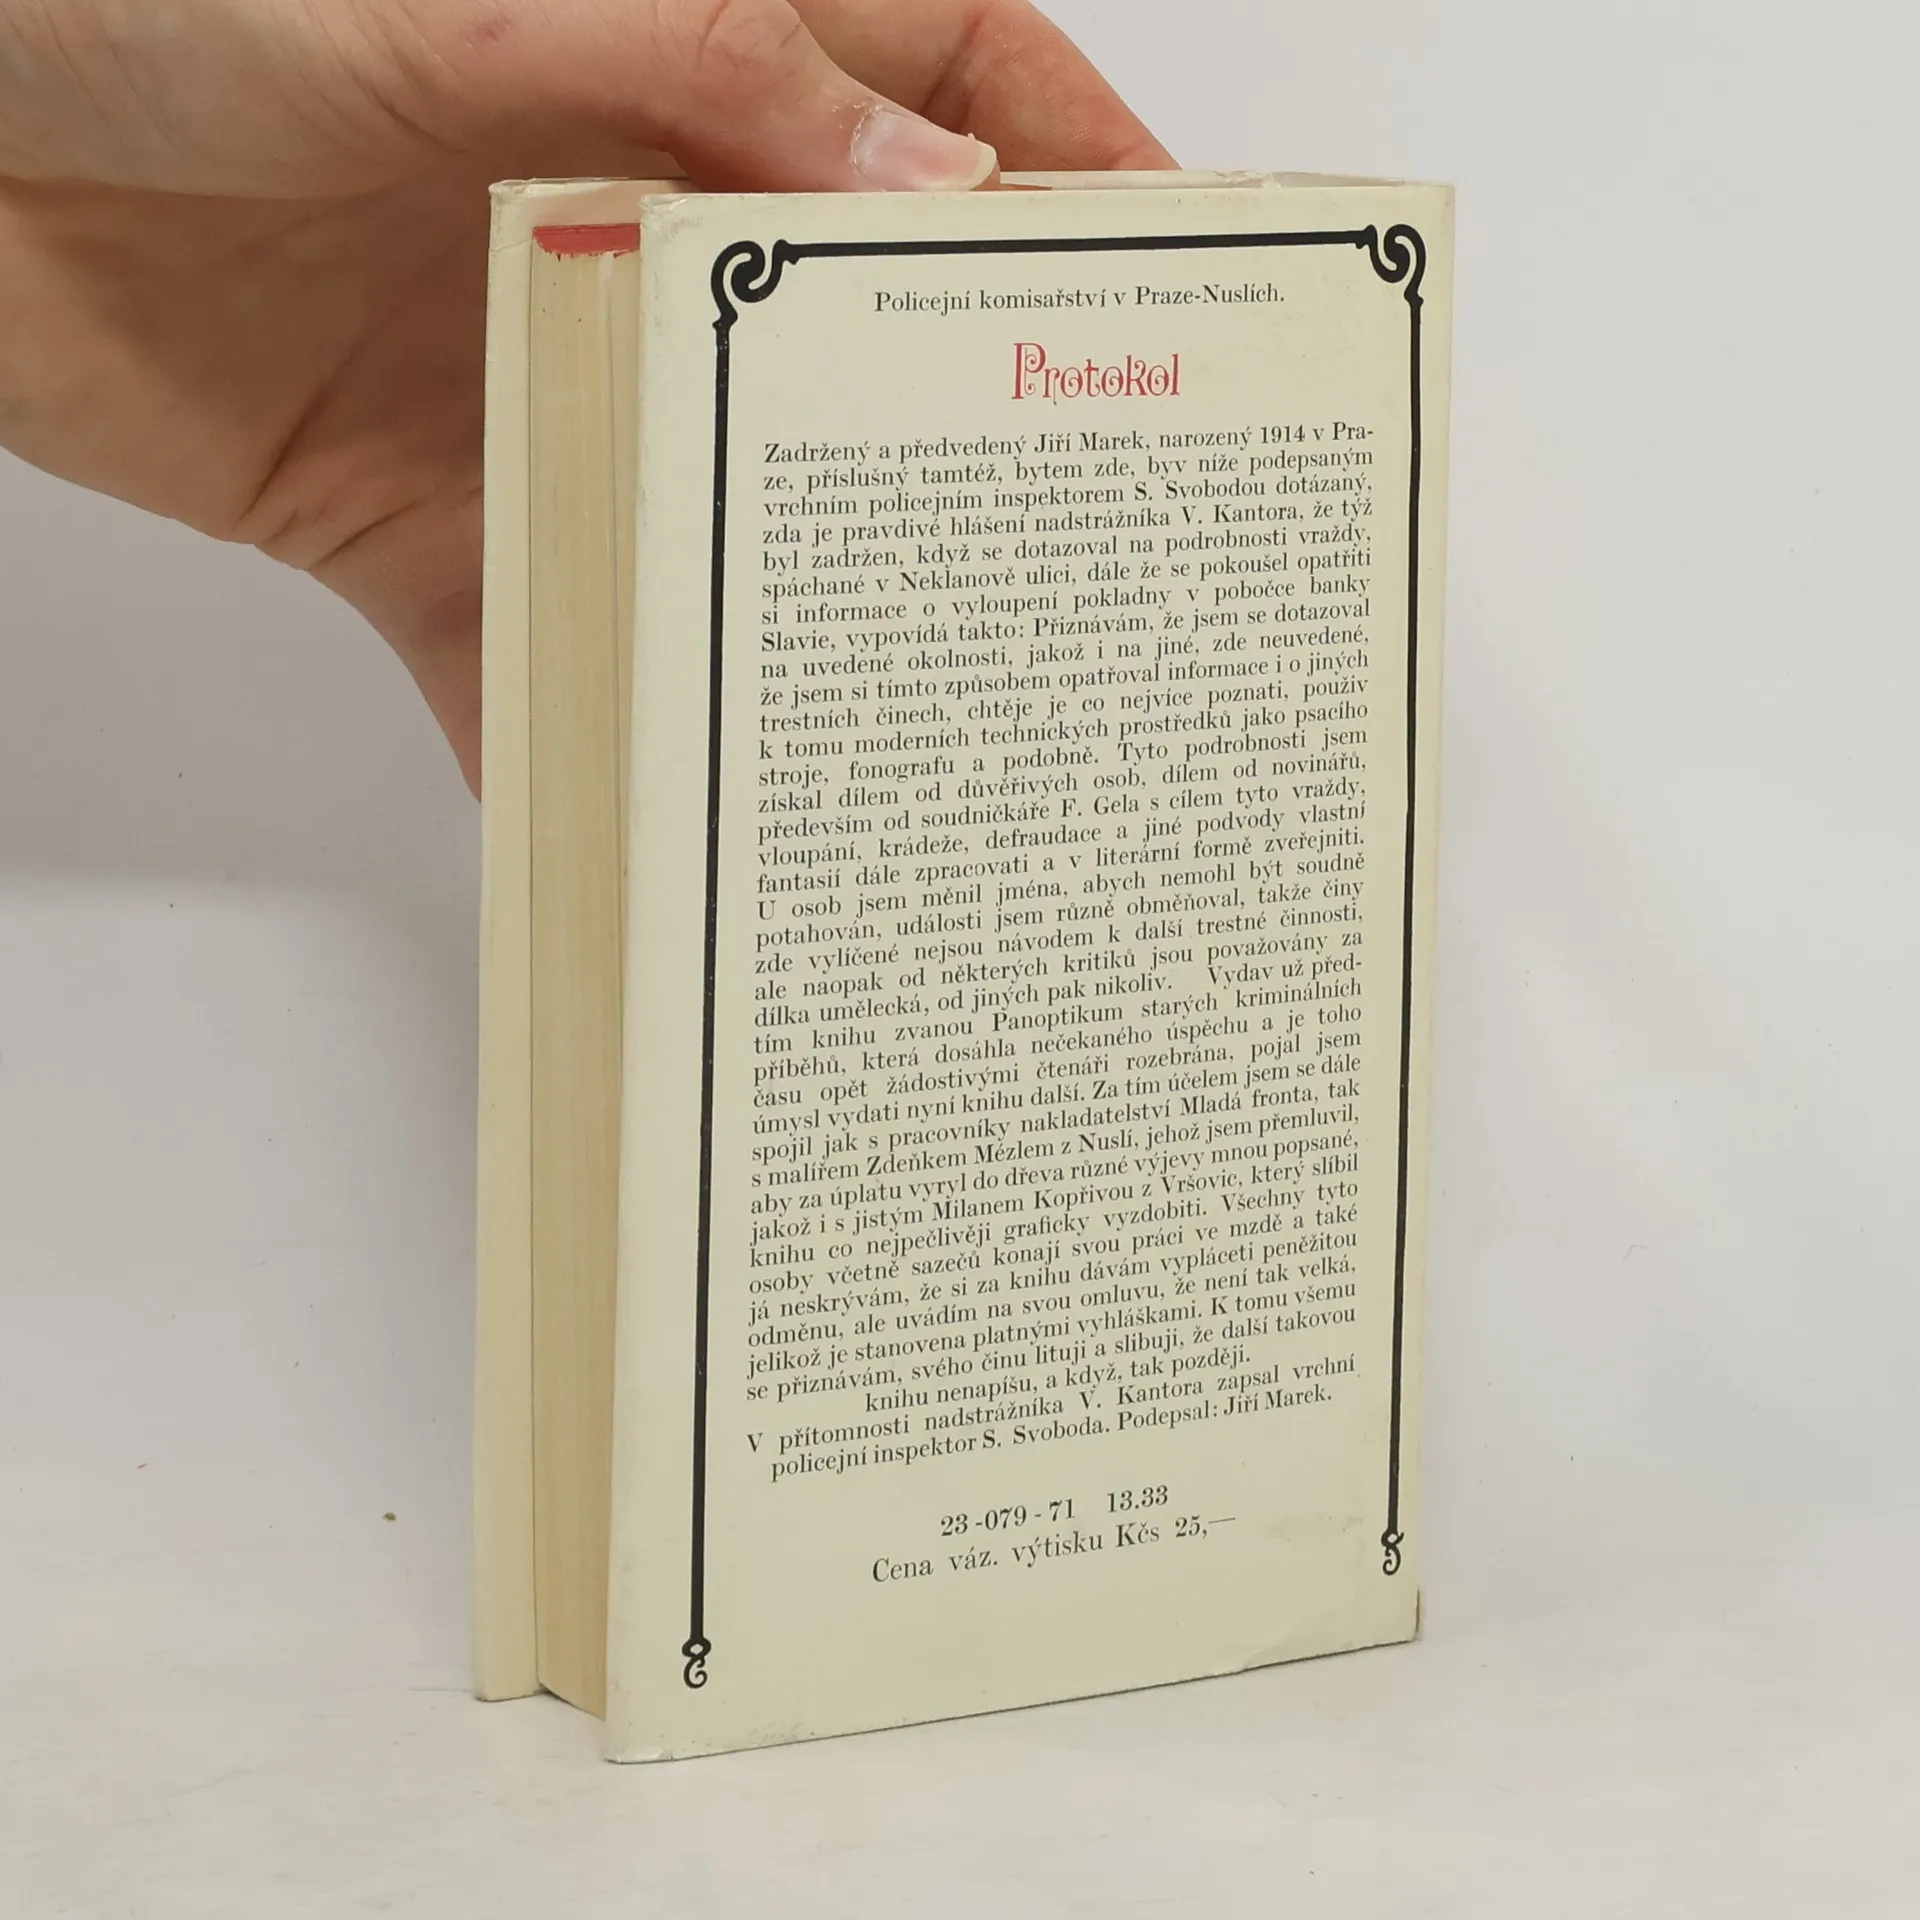 Policejní komisařství v Praze-Nuslích.
Protokol
Zadržený a předvedený Jiří Marek, narozený 1914 v Pra-
ze, příslušný tamtéž, bytem zde, byv níže podepsaným
vrchním policejním inspektorem S. Svobodou dotázaný,
zda je pravdivé hlášení nadstrážníka V. Kantora, že týž
byl zadržen, když se dotazoval na podrobnosti vraždy,
spáchané v Neklanově ulici, dále že se pokoušel opatřiti
si informace o vyloupení pokladny v pobočce banky
Slavie, vypovídá takto: Přiznávám, že jsem se dotazoval
na uvedené okolnosti, jakož i na jiné, zde neuvedené,
že jsem si tímto způsobem opatřoval informace i o jiných
trestních činech, chtěje je co nejvíce poznati, použiv
k tomu moderních technických prostředků jako psacího
stroje, fonografu a podobně. Tyto podrobnosti jsem
získal dílem od důvěřivých osob, dílem od novinářů,
především od soudničkáře F. Gela s cílem tyto vraždy,
vloupání, krádeže, defraudace a jiné podvody vlastní
fantasií dále zpracovati a v literární formě zveřejniti.
U osob jsem měnil jména, abych nemohl být soudně
potahován, události jsem různě obměňoval, takže činy
zde vylíčené nejsou návodem k další trestné činnosti,
ale naopak od některých kritiků jsou považovány za
dílka umělecká, od jiných pak nikoliv. Vydav už před-
tím knihu zvanou Panoptikum starých kriminálních
příběhů, která dosáhla nečekaného úspěchu a je toho
času opět žádostivými čtenáři rozebrána, pojal jsem
úmysl vydati nyní knihu další. Za tím účelem jsem se dále
spojil jak s pracovníky nakladatelství Mladá fronta, tak
s malířem Zdeňkem Mézlem z Nuslí, jehož jsem přemluvil,
aby za úplatu vyryl do dřeva různé výjevy mnou popsané,
jakož i s jistým Milanem Kopřivou z Vršovic, který slíbil
knihu co nejpečlivěji graficky vyzdobiti. Všechny tyto
osoby včetně sazečů konají svou práci ve mzdě a také
já neskrývám, že si za knihu dávám vypláceti peněžitou
odměnu, ale uvádím na svou omluvu, že není tak velká,
jelikož je stanovena platnými vyhláškami. K tomu všemu
se přiznávám, svého činu lituji a slibuji, že další takovou
knihu nenapíšu, a když, tak později.
V přítomnosti nadstrážníka V. Kantora zapsal vrchní
policejní inspektor S. Svoboda. Podepsal: Jiří Marek.
23-079-71 13.33
Cena váz. výtisku Kčs 25,—